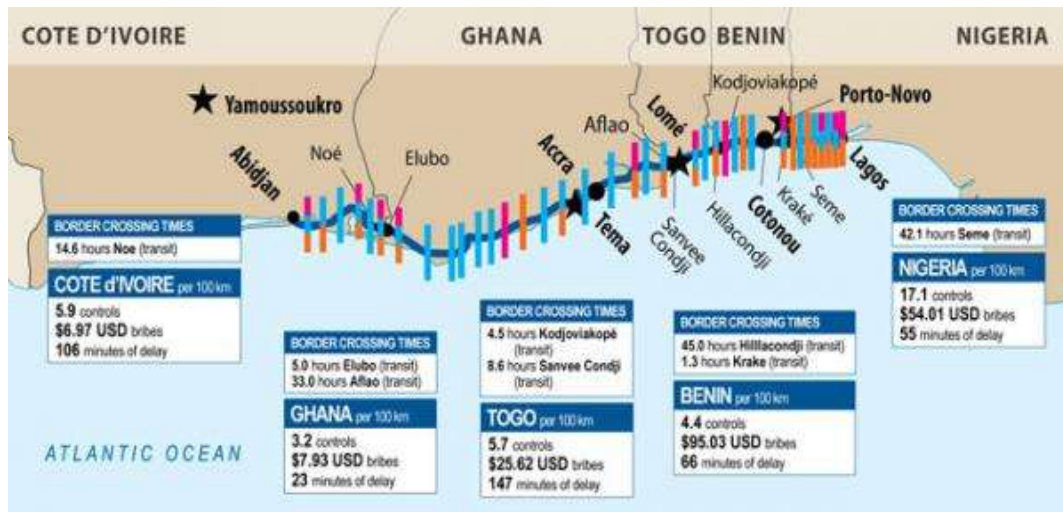 COTE D'IVOIRE
GHANA
TOGO
BENIN
NIGERIA
Yamoussoukro
Abidjan
Noé
Elubo
Accra
Tema
Aflao
Lomé
Kodjoviakopé
Porto-Novo
Sanvee
Condji
Hillacondji
Cotonou
Kraké
Seme
Lagos
BORDER CROSSING TIMES
14.6 hours Noe (transit)
COTE d'IVOIRE per 100 km
5.9 controls
$6.97 USD bribes
106 minutes of delay
BORDER CROSSING TIMES
5.0 hours Elubo (transit)
33.0 hours Aflao (transit)
GHANA per 100 km
3.2 controls
$7.93 USD bribes
23 minutes of delay
BORDER CROSSING TIMES
4.5 hours Kodjoviakopé
(transit)
8.6 hours Sanvee Condji
(transit)
TOGO per 100 km
5.7 controls
$25.62 USD bribes
147 minutes of delay
BORDER CROSSING TIMES
45.0 hours Hilllacondji (transit)
1.3 hours Krake (transit)
BENIN per 100 km
4.4 controls
$95.03 USD bribes
66 minutes of delay
BORDER CROSSING TIMES
42.1 hours Seme (transit)
NIGERIA per 100 km
17.1 controls
$54.01 USD bribes
55 minutes of delay
ATLANTIC OCEAN